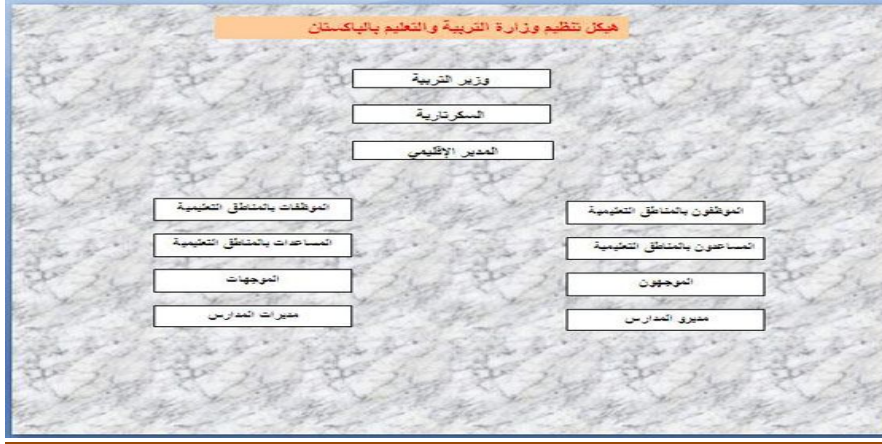 هيكل تنظيم وزارة التربية والتعليم بالباكستان
وزير التربية
السكرتارية
المدير الإقليمي
الموظفون بالمناطق التعليمية
المساعدون بالمناطق التعليمية
الموجهون
مديرو المدارس
الموظفات بالمناطق التعليمية
المساعدات بالمناطق التعليمية
الموجهات
مديرات المدارس